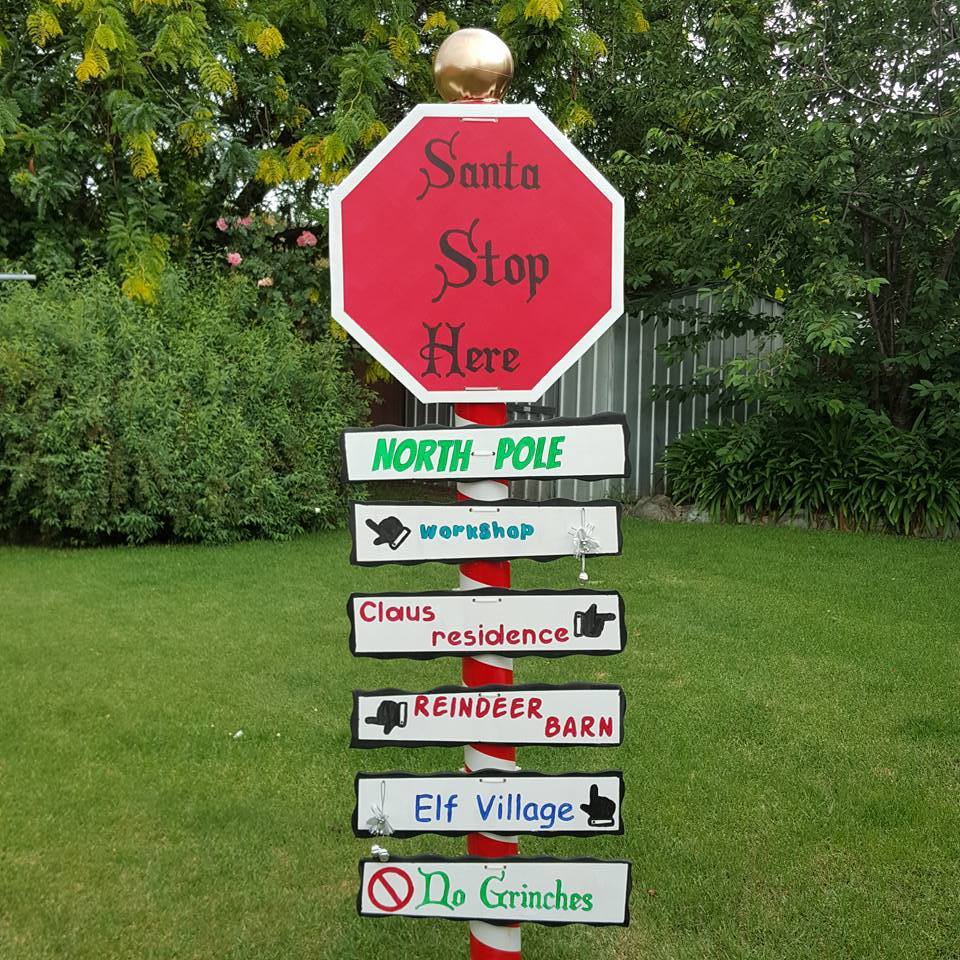 Santa
Stop
Here
NORTH POLE
Workshop
Claus
residence
REINDEER
BARN
Elf Village
No Grinches